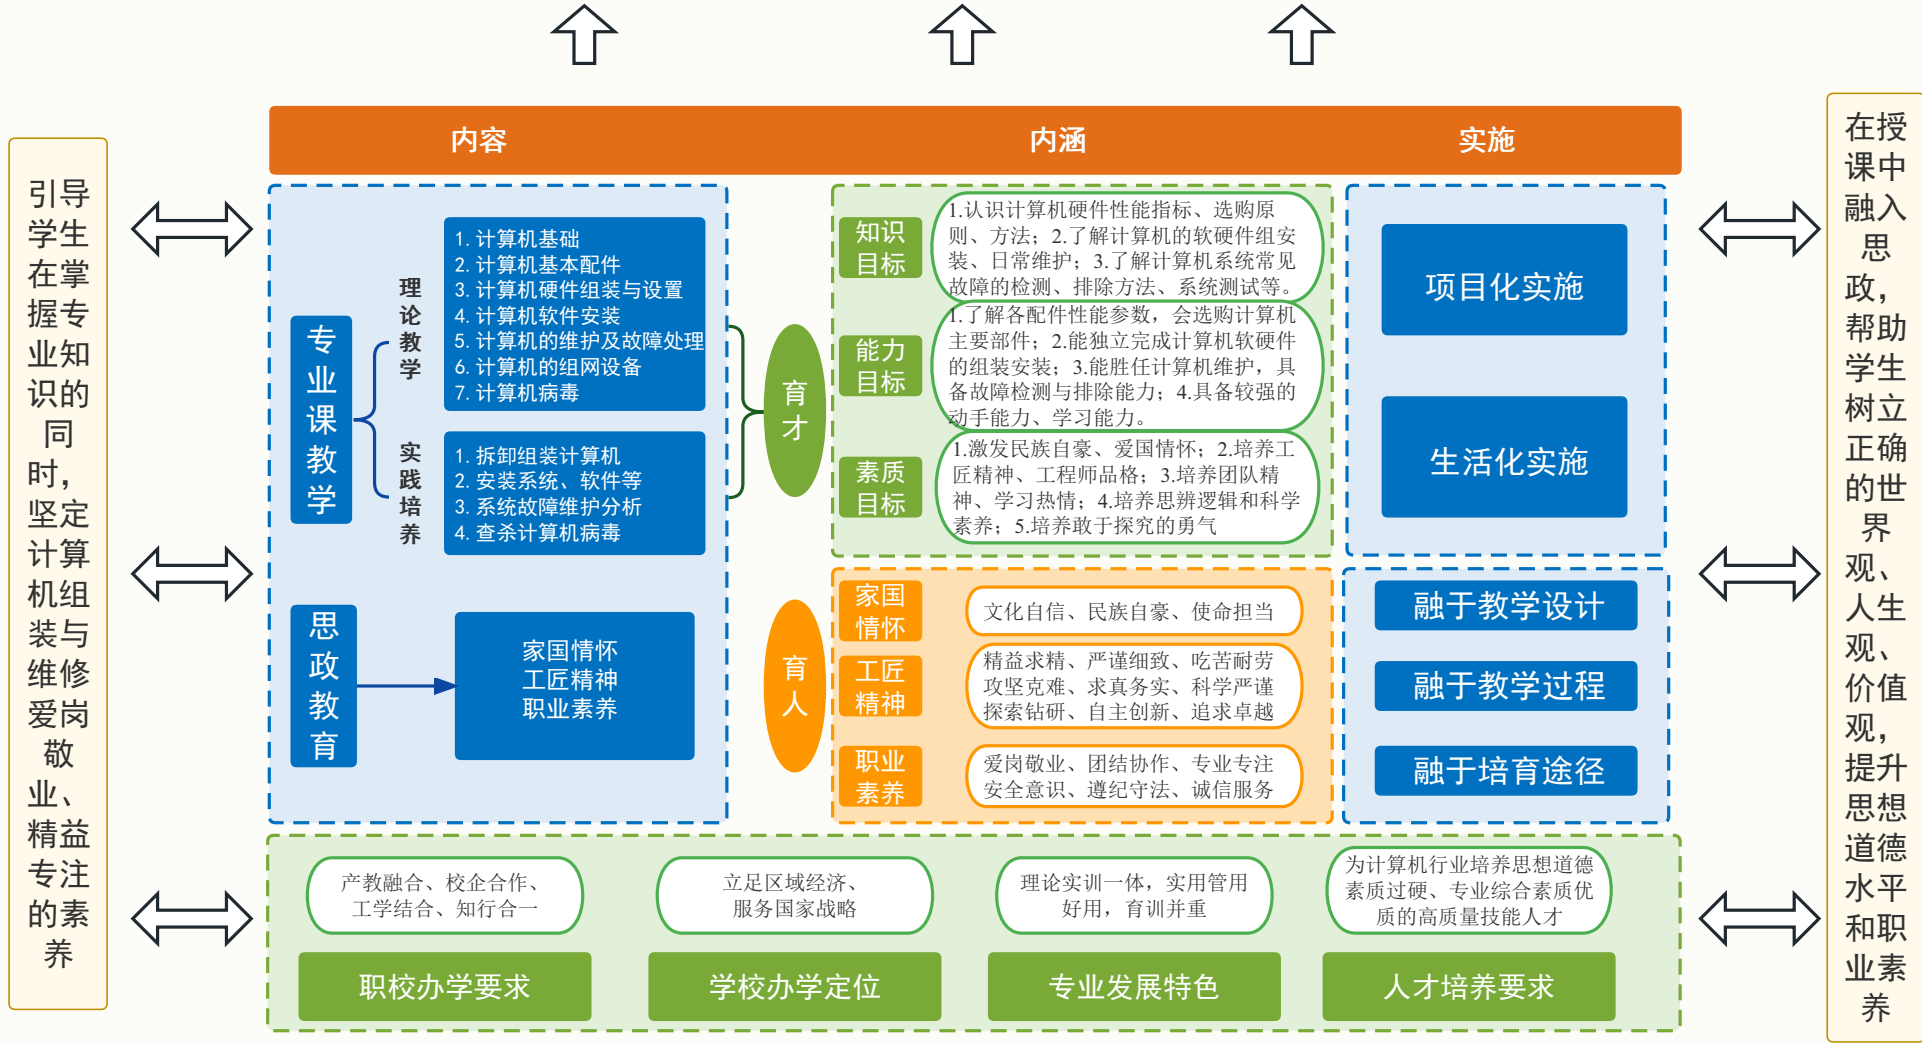 内容
内涵
实施
引导
学生
在掌
握专
业知
识的
同
时，
坚定
计算
机组
装与
维修
爱岗
敬
业、
精益
专注
的素
养
专
业
课
教
学
理
论
教
学
1. 计算机基础
2. 计算机基本配件
3. 计算机硬件组装与设置
4. 计算机软件安装
5. 计算机的维护及故障处理
6. 计算机的组网设备
7. 计算机病毒
实
践
培
养
1. 拆卸组装计算机
2. 安装系统、软件等
3. 系统故障维护分析
4. 查杀计算机病毒
思
政
教
育
家国情怀
工匠精神
职业素养
育
才
知识
目标
1.认识计算机硬件性能指标、选购原
则、方法；2.了解计算机的软硬件组安
装、日常维护；3.了解计算机系统常见
故障的检测、排除方法、系统测试等。
能力
目标
1.了解各配件性能参数，会选购计算机
主要部件；2.能独立完成计算机软硬件
的组装安装；3.能胜任计算机维护，具
备故障检测与排除能力；4.具备较强的
动手能力、学习能力。
素质
目标
1.激发民族自豪、爱国情怀；2.培养工
匠精神、工程师品格；3.培养团队精
神、学习热情；4.培养思辨逻辑和科学
素养；5.培养敢于探究的勇气
育
人
家国
情怀
文化自信、民族自豪、使命担当
工匠
精神
精益求精、严谨细致、吃苦耐劳
攻坚克难、求真务实、科学严谨
探索钻研、自主创新、追求卓越
职业
素养
爱岗敬业、团结协作、专业专注
安全意识、遵纪守法、诚信服务
项目化实施
生活化实施
融于教学设计
融于教学过程
融于培育途径
产教融合、校企合作、
工学结合、知行合一
职校办学要求
立足区域经济、
服务国家战略
学校办学定位
理论实训一体，实用管用
好用，育训并重
专业发展特色
为计算机行业培养思想道德
素质过硬、专业综合素质优
质的高质量技能人才
人才培养要求
在授
课中
融入
思
政，
帮助
学生
树立
正确
的世
界
观、
人生
观、
价值
观，
提升
思想
道德
水平
和职
业素
养